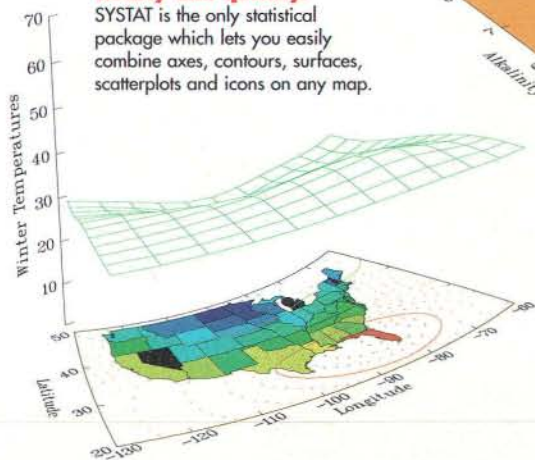 SYSTAT is the only statistical
package which lets you easily
combine axes, contours, surfaces,
scatterplots and icons on any map.
Alkalinity
70
60
50
40
30
20
10
Winter Temperatures
50
40
30
20
Latitude
-130
-120
-110
-100
-90
-80
-70
-60
Longitude